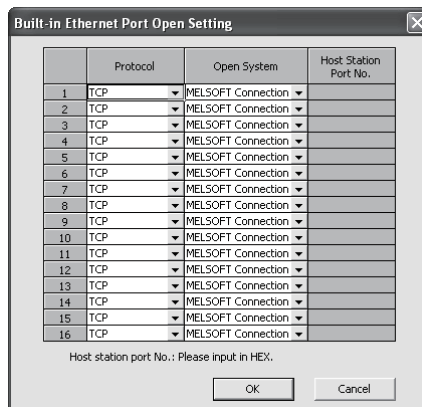 Built-in Ethernet Port Open Setting
Protocol Open System Host Station Port No.
1 TCP MELSOFT Connection
2 TCP MELSOFT Connection
3 TCP MELSOFT Connection
4 TCP MELSOFT Connection
5 TCP MELSOFT Connection
6 TCP MELSOFT Connection
7 TCP MELSOFT Connection
8 TCP MELSOFT Connection
9 TCP MELSOFT Connection
10 TCP MELSOFT Connection
11 TCP MELSOFT Connection
12 TCP MELSOFT Connection
13 TCP MELSOFT Connection
14 TCP MELSOFT Connection
15 TCP MELSOFT Connection
16 TCP MELSOFT Connection
Host station port No.: Please input in HEX.
OK Cancel